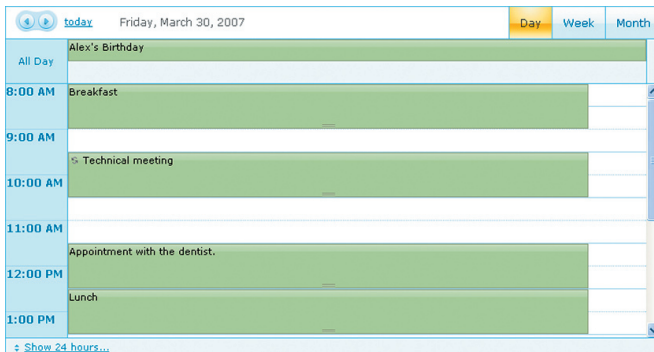 today Friday, March 30, 2007 Day Week Month
All Day Alex's Birthday
8:00 AM Breakfast
9:00 AM
Technical meeting
10:00 AM
11:00 AM
Appointment with the dentist.
12:00 PM
Lunch
1:00 PM
Show 24 hours...